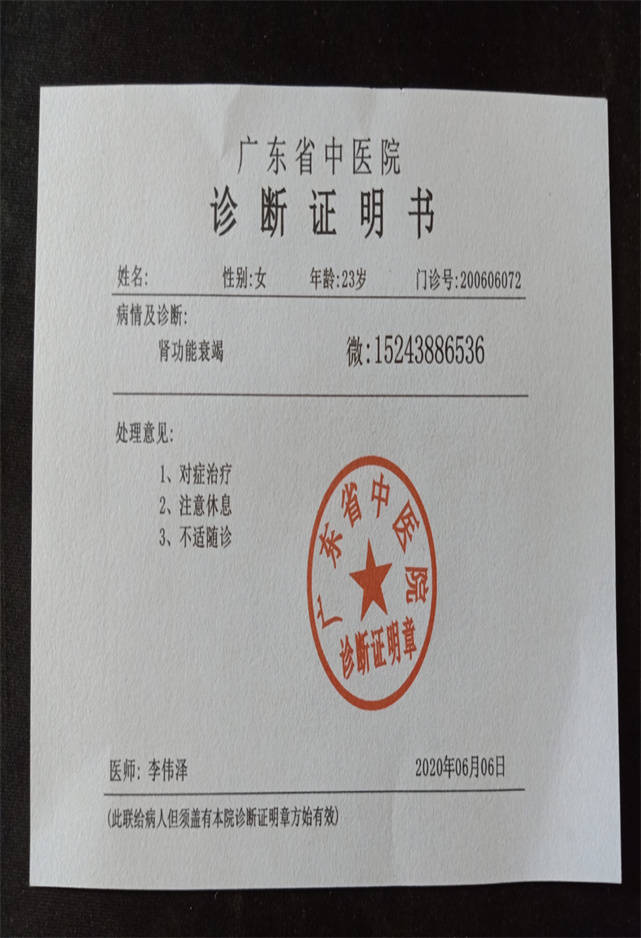 广东省中医院
诊断证明书
姓名: 性别:女 年龄:23岁 门诊号:200606072
病情及诊断:
肾功能衰竭 微:15243886536
处理意见:
1、对症治疗
2、注意休息
3、不适随诊
广东省中医院
诊断证明章
医师: 李伟泽 2020年06月06日
(此联给病人但须盖有本院诊断证明章方始有效)